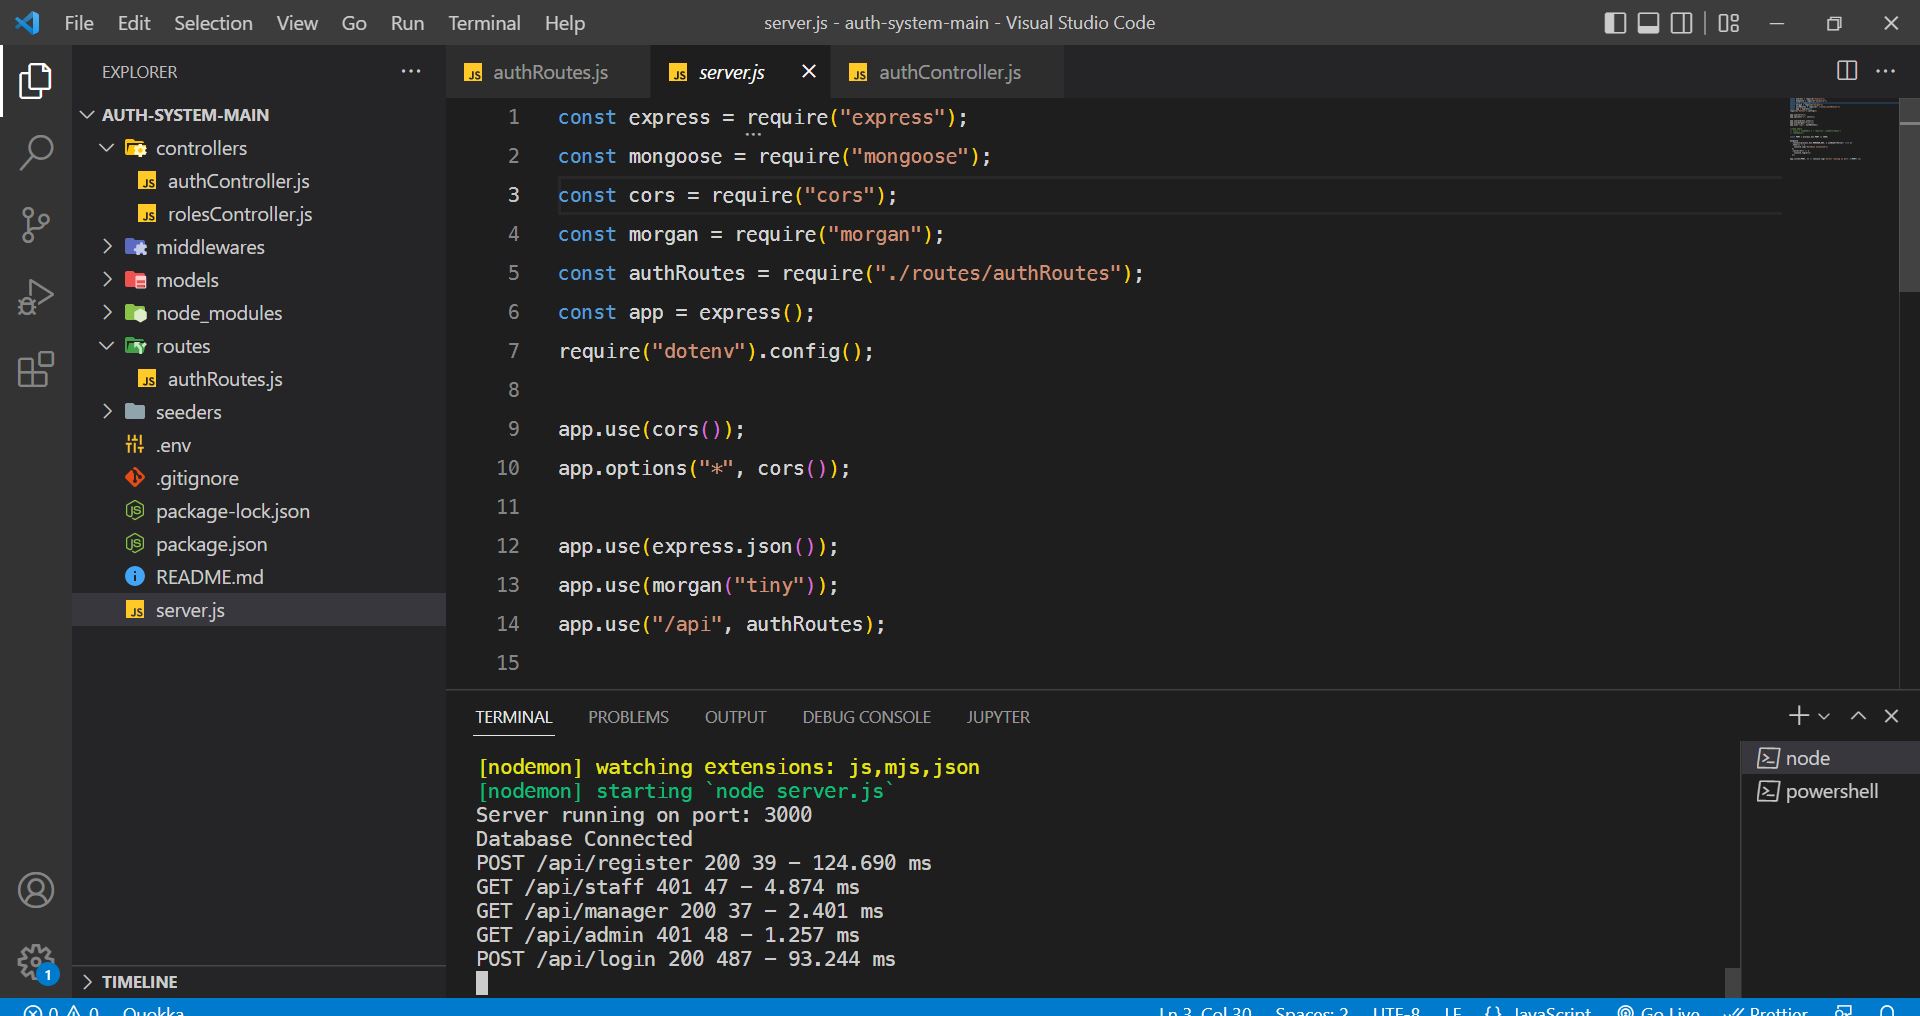 File Edit Selection View Go Run Terminal Help
server.js - auth-system-main - Visual Studio Code
EXPLORER
AUTH-SYSTEM-MAIN
controllers
JS authController.js
JS rolesController.js
middlewares
models
node_modules
routes
JS authRoutes.js
seeders
.env
.gitignore
JS package-lock.json
JS package.json
README.md
JS server.js
TIMELINE
1
JS authRoutes.js
JS server.js
JS authController.js
1 const express = require("express");
2 const mongoose = require("mongoose");
3 const cors = require("cors");
4 const morgan = require("morgan");
5 const authRoutes = require("./routes/authRoutes");
6 const app = express();
7 require("dotenv").config();
8
9 app.use(cors());
10 app.options("*", cors());
11
12 app.use(express.json());
13 app.use(morgan("tiny"));
14 app.use("/api", authRoutes);
15
TERMINAL PROBLEMS OUTPUT DEBUG CONSOLE JUPYTER
[nodemon] watching extensions: js,mjs,json
[nodemon] starting `node server.js`
Server running on port: 3000
Database Connected
POST /api/register 200 39 - 124.690 ms
GET /api/staff 401 47 - 4.874 ms
GET /api/manager 200 37 - 2.401 ms
GET /api/admin 401 48 - 1.257 ms
POST /api/login 200 487 - 93.244 ms
node
powershell
0 0 Quokka
Ln 3, Col 30 Spaces: 2 UTF-8 LF {} JavaScript Go Live Prettier